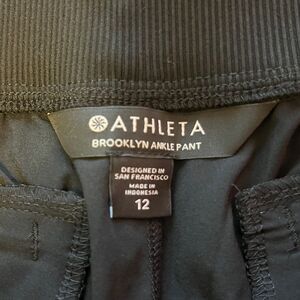 ATHLETA
BROOKLYN ANKLE PANT
DESIGNED IN
SAN FRANCISCO
MADE IN
INDONESIA
12